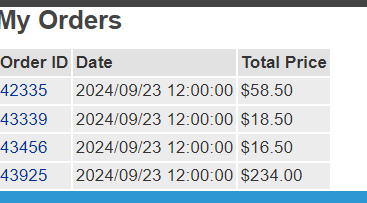 My Orders
Order ID Date Total Price
42335 2024/09/23 12:00:00 $58.50
43339 2024/09/23 12:00:00 $18.50
43456 2024/09/23 12:00:00 $16.50
43925 2024/09/23 12:00:00 $234.00